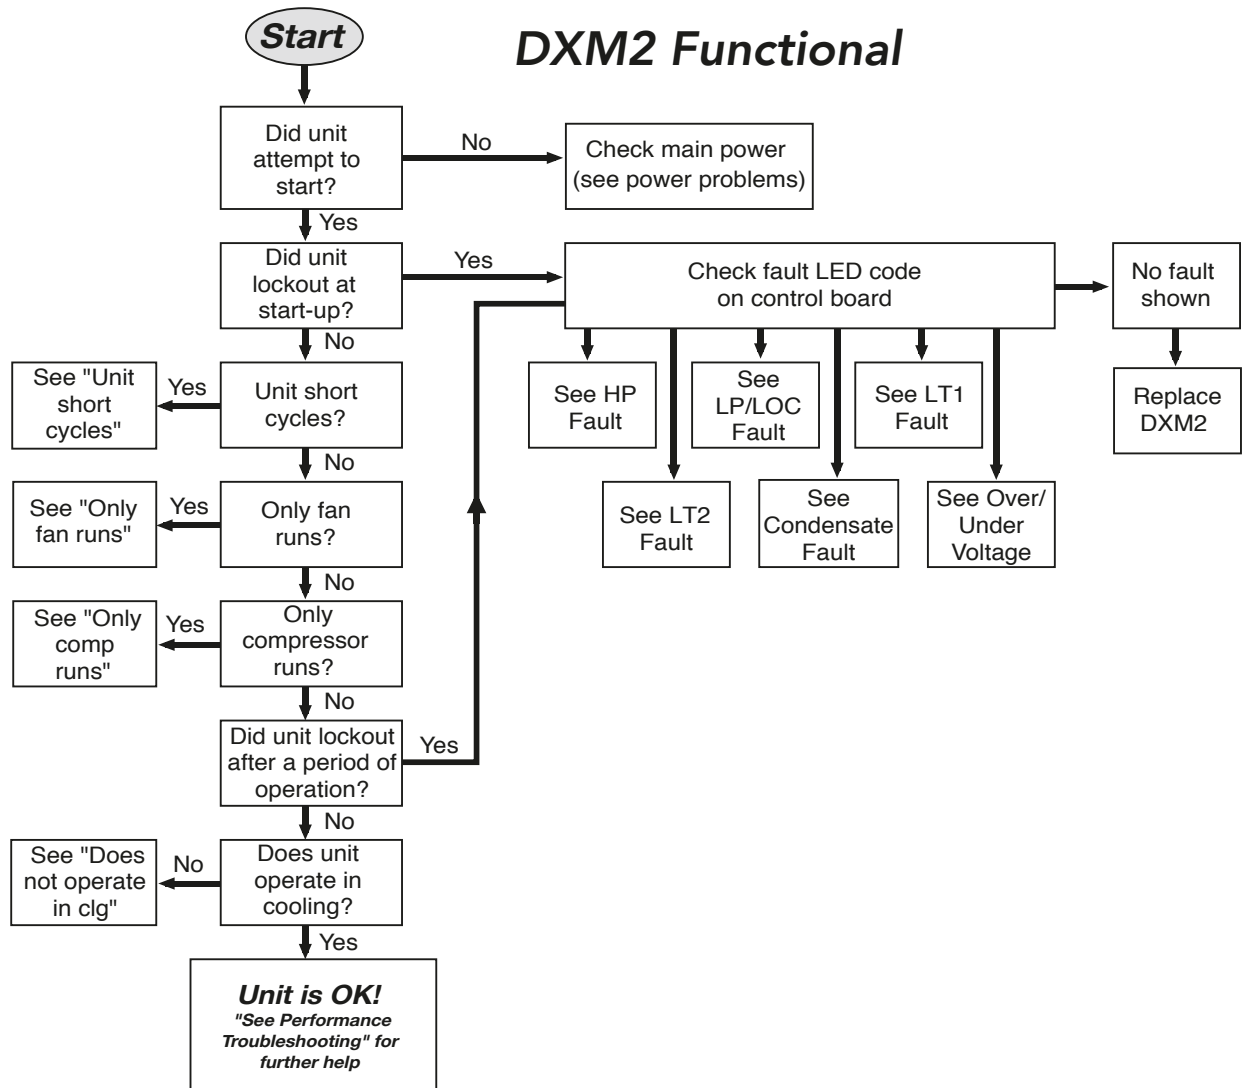 Start
DXM2 Functional
Did unit
attempt to
start?
No
Check main power
(see power problems)
Yes
Did unit
lockout at
start-up?
Yes
Check fault LED code
on control board
No fault
shown
No
See "Unit
short
cycles"
Yes
Unit short
cycles?
See HP
Fault
See
LP/LOC
Fault
See LT1
Fault
Replace
DXM2
No
See "Only
fan runs"
Yes
Only fan
runs?
See LT2
Fault
See
Condensate
Fault
See Over/
Under
Voltage
No
See "Only
comp
runs"
Yes
Only
compressor
runs?
No
Did unit lockout
after a period of
operation?
Yes
No
See "Does
not operate
in clg"
No
Does unit
operate in
cooling?
Yes
Unit is OK!
"See Performance
Troubleshooting" for
further help